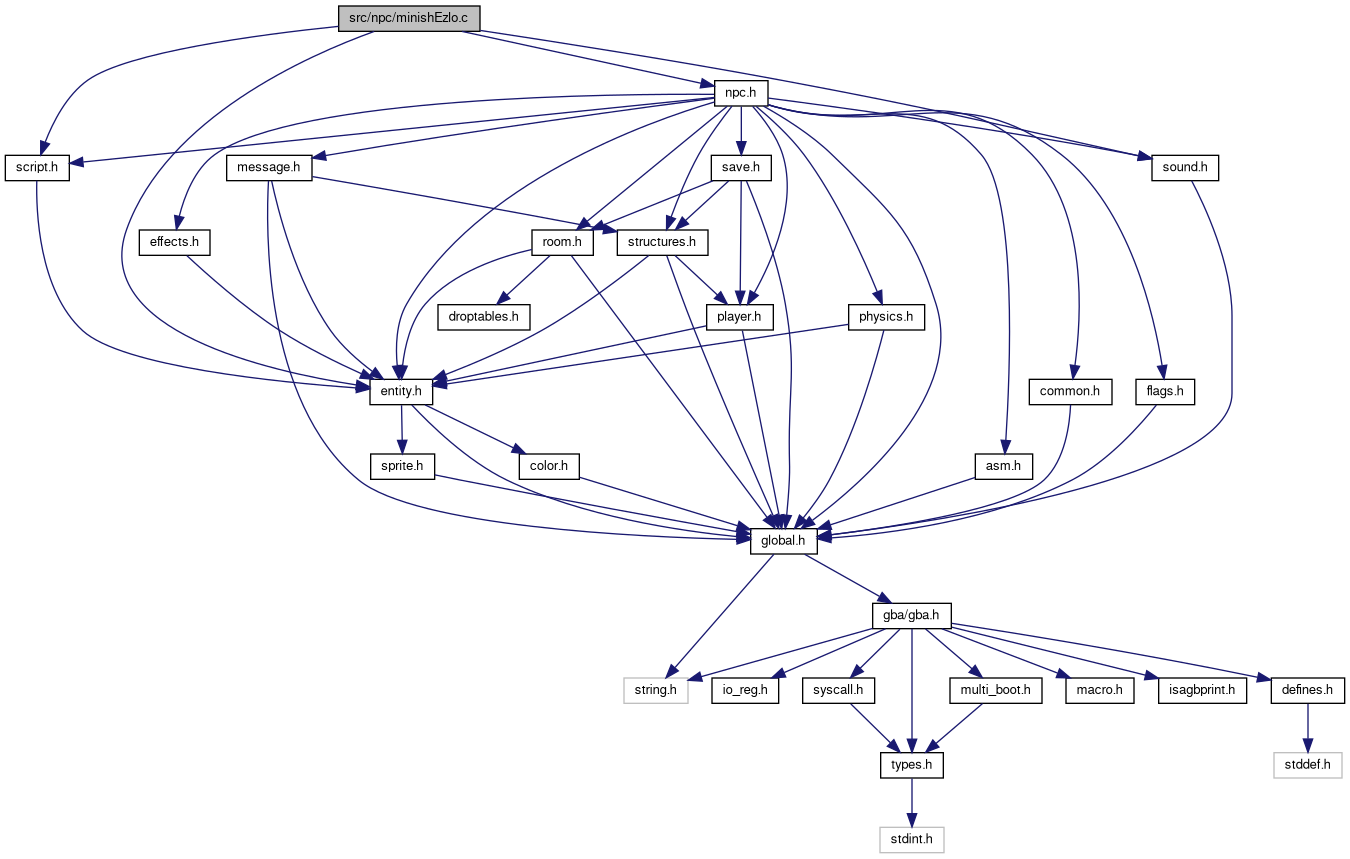 src/npc/minishEzlo.c
npc.h
script.h
message.h
save.h
sound.h
effects.h
room.h
structures.h
droptables.h
player.h
physics.h
entity.h
common.h
flags.h
sprite.h
color.h
asm.h
global.h
gba/gba.h
string.h
io_reg.h
syscall.h
multi_boot.h
macro.h
isagbprint.h
defines.h
types.h
stddef.h
stdint.h